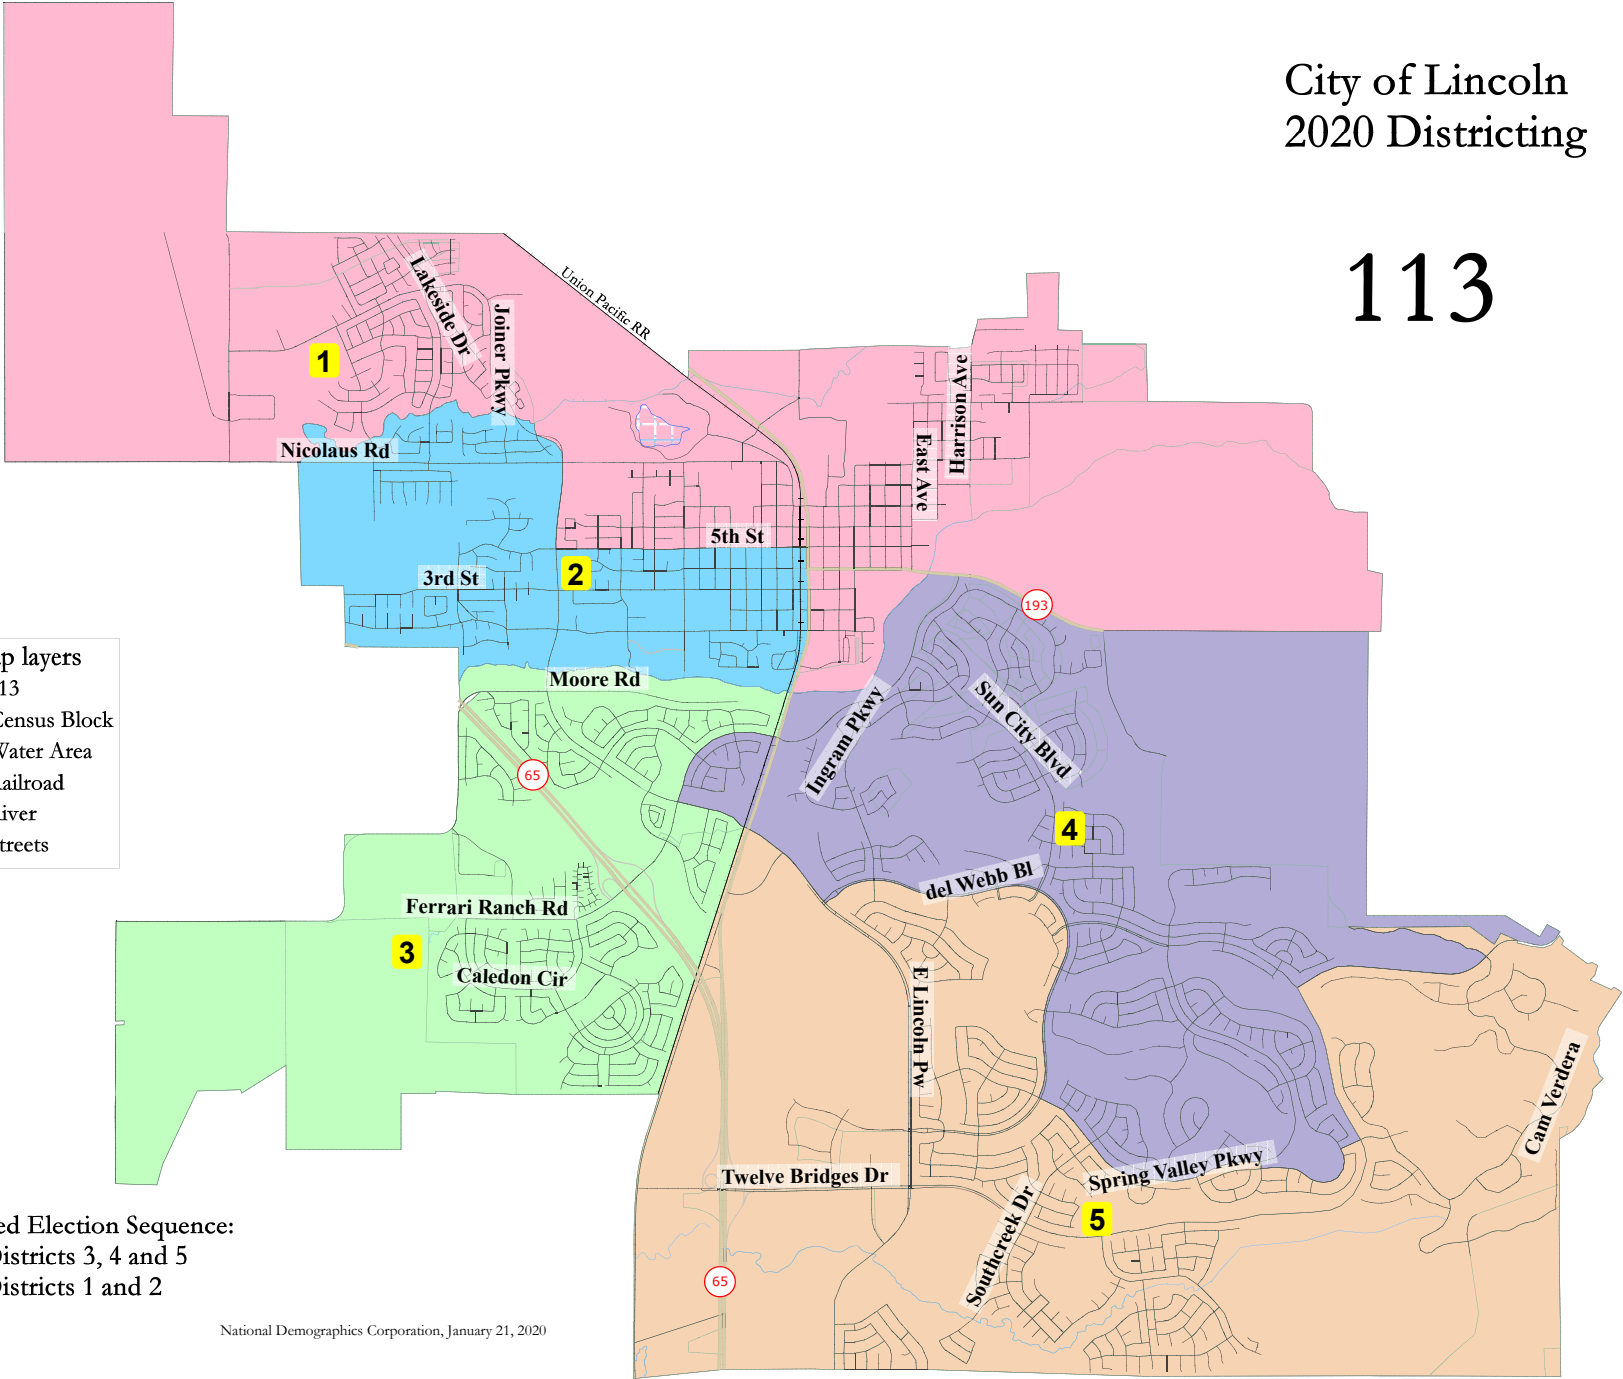 City of Lincoln
2020 Districting
113
Union Pacific RR
Lakeside Dr
Joiner Pkwy
1
Harrison Ave
East Ave
Nicolaus Rd
5th St
3rd St
2
193
p layers
13
Census Block
Water Area
ailroad
iver
treets
Moore Rd
Ingram Pkwy
Sun City Blvd
65
4
del Webb Bl
Ferrari Ranch Rd
3
Caledon Cir
E Lincoln Pw
Cam Verdera
Twelve Bridges Dr
Spring Valley Pkwy
Southcreek Dr
5
ed Election Sequence:
istricts 3, 4 and 5
istricts 1 and 2
65
National Demographics Corporation, January 21, 2020